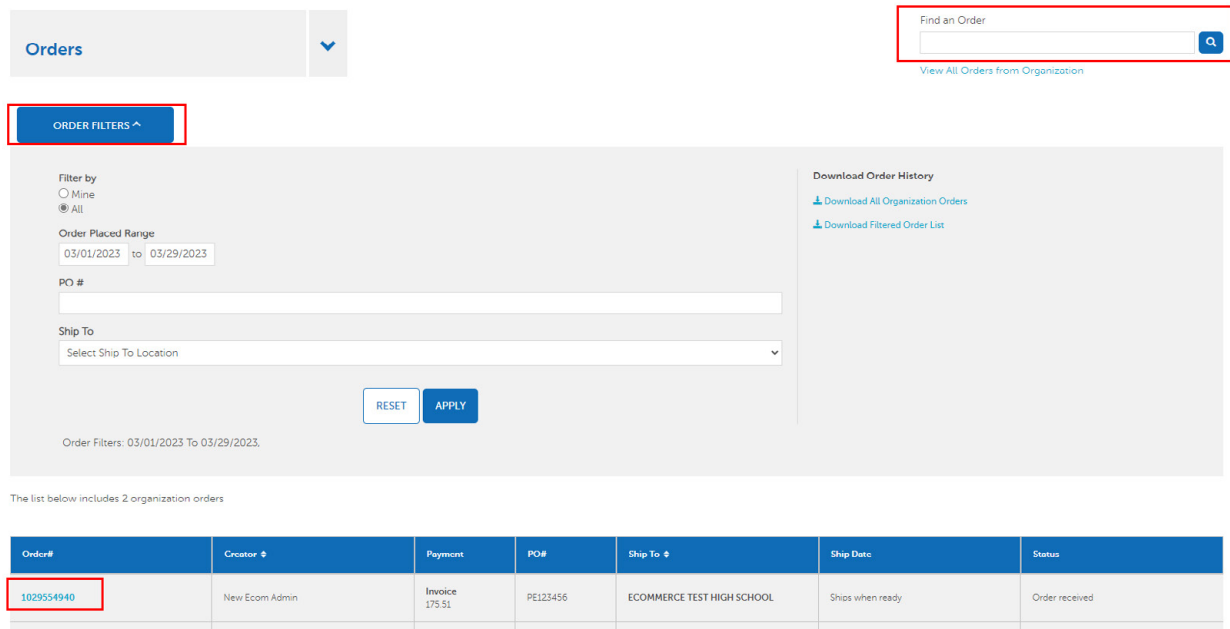 Orders
Find an Order
View All Orders from Organization
ORDER FILTERS
Filter by
Mine
All
Order Placed Range
03/01/2023 to 03/29/2023
PO #
Ship To
Select Ship To Location
RESET APPLY
Order Filters: 03/01/2023 To 03/29/2023,
Download Order History
Download All Organization Orders
Download Filtered Order List
The list below includes 2 organization orders
Order# Creator Payment PO# Ship To Ship Date Status
1029554940 New Ecom Admin Invoice PE123456 ECOMMERCE TEST HIGH SCHOOL Ships when ready Order received
175.51